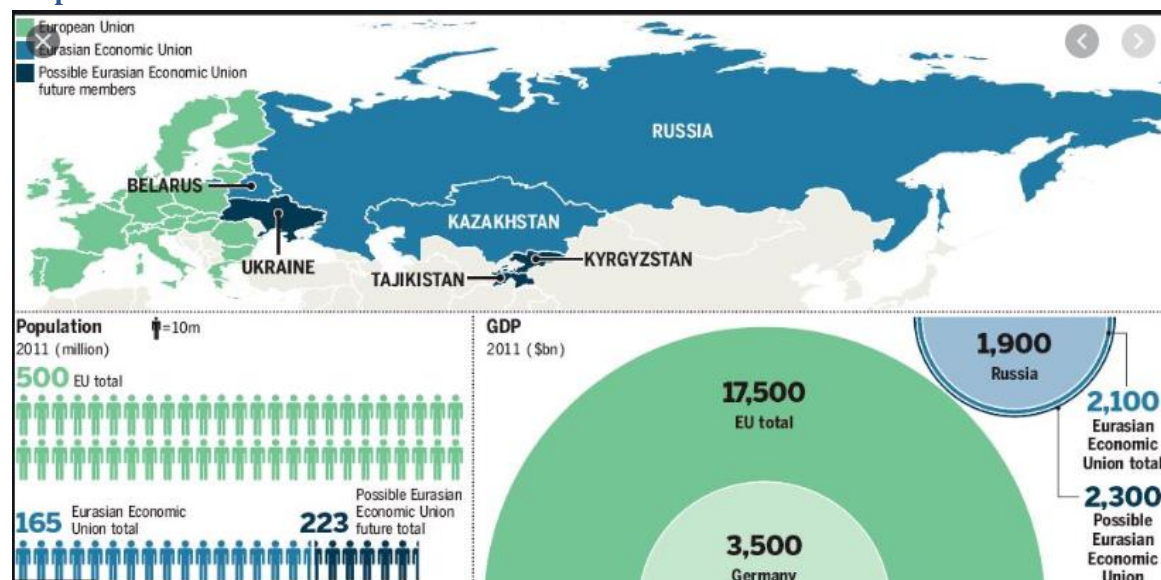 European Union
Eurasian Economic Union
Possible Eurasian Economic Union
future members
RUSSIA
BELARUS
KAZAKHSTAN
UKRAINE
KYRGYZSTAN
TAJIKISTAN
Population
=10m
2011 (million)
500 EU total
165 Eurasian Economic
Union total
223 Possible Eurasian
Economic Union
future total
GDP
2011 ($bn)
17,500
EU total
3,500
Germany
1,900
Russia
2,100
Eurasian
Economic
Union total
2,300
Possible
Eurasian
Economic
Union